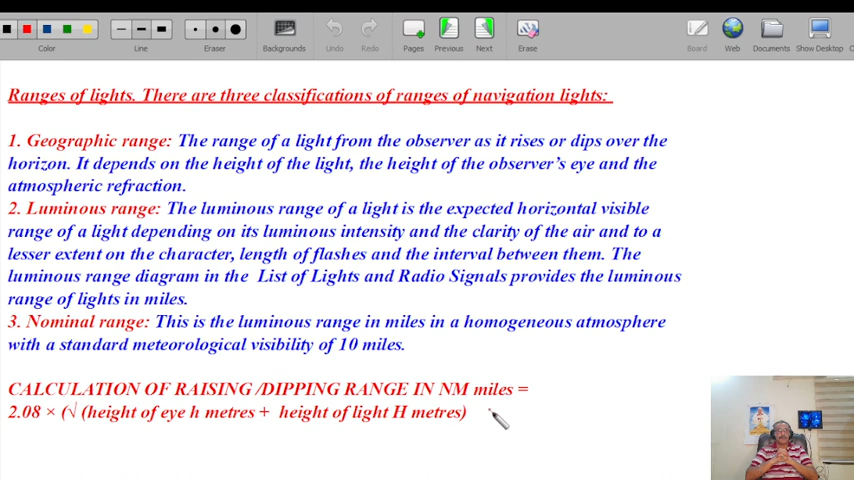 Color
Line
Eraser
Backgrounds
Undo
Redo
Pages
Previous
Next
Erase
Board
Web
Documents
Show Desktop
Ranges of lights. There are three classifications of ranges of navigation lights:
1. Geographic range: The range of a light from the observer as it rises or dips over the
horizon. It depends on the height of the light, the height of the observer's eye and the
atmospheric refraction.
2. Luminous range: The luminous range of a light is the expected horizontal visible
range of a light depending on its luminous intensity and the clarity of the air and to a
lesser extent on the character, length of flashes and the interval between them. The
luminous range diagram in the List of Lights and Radio Signals provides the luminous
range of lights in miles.
3. Nominal range: This is the luminous range in miles in a homogeneous atmosphere
with a standard meteorological visibility of 10 miles.
CALCULATION OF RAISING /DIPPING RANGE IN NM miles =
2.08 × (√ (height of eye h metres + height of light H metres)